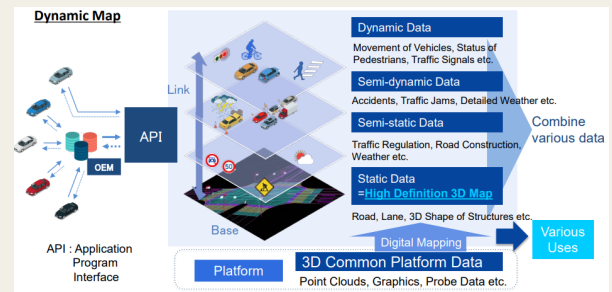 Dynamic Map
Dynamic Data
Movement of Vehicles, Status of
Pedestrians, Traffic Signals etc.
Semi-dynamic Data
Accidents, Traffic Jams, Detailed Weather etc.
Semi-static Data
Traffic Regulation, Road Construction,
Weather etc.
Static Data
=High Definition 3D Map
Road, Lane, 3D Shape of Structures etc.
Combine
various data
Link
API
OEM
50
Base
Digital Mapping
Various
Uses
API : Application
Program
Interface
Platform
3D Common Platform Data
Point Clouds, Graphics, Probe Data etc.